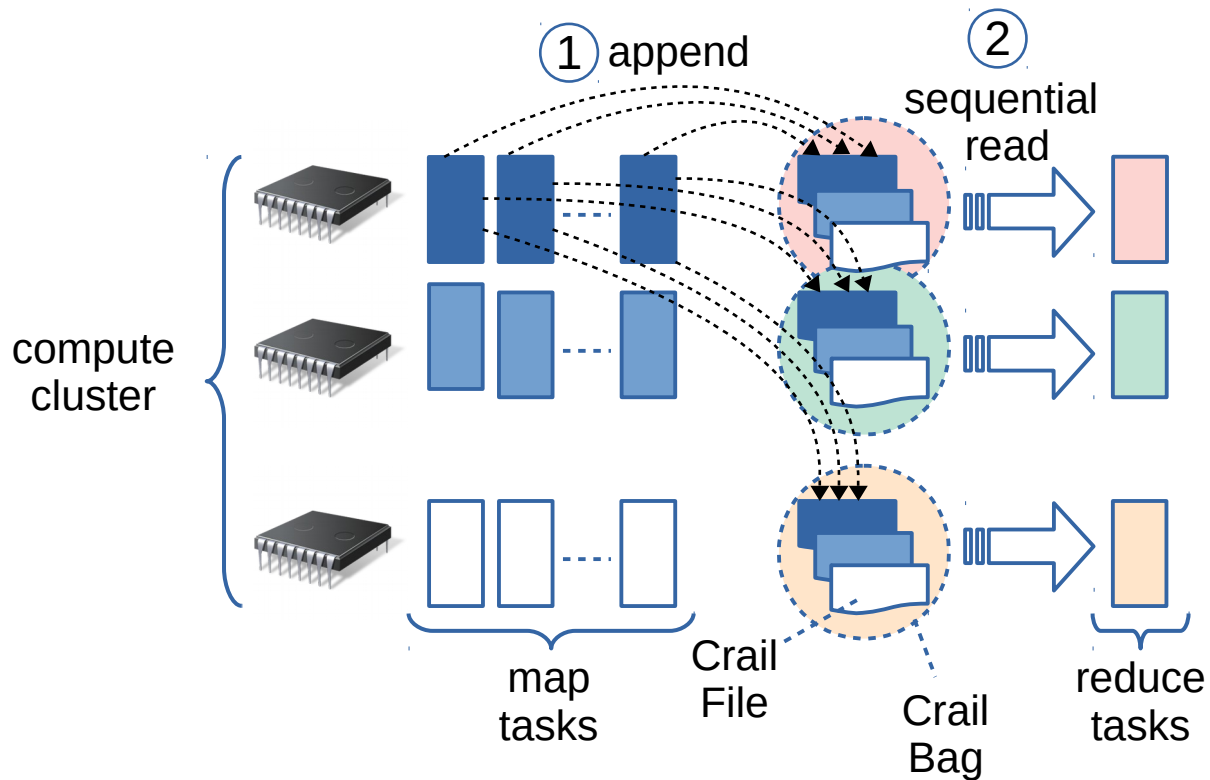 1 append
2
sequential
read
compute
cluster
map
tasks
Crail
File
Crail
Bag
reduce
tasks